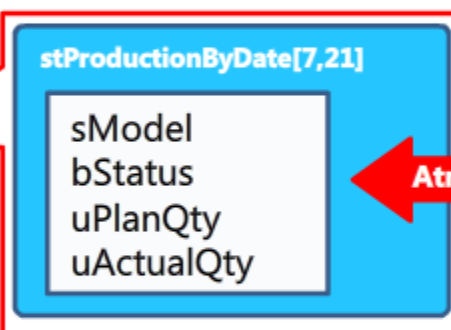 stProductionByDate[7,21]
sModel
bStatus
uPlanQty
uActualQty